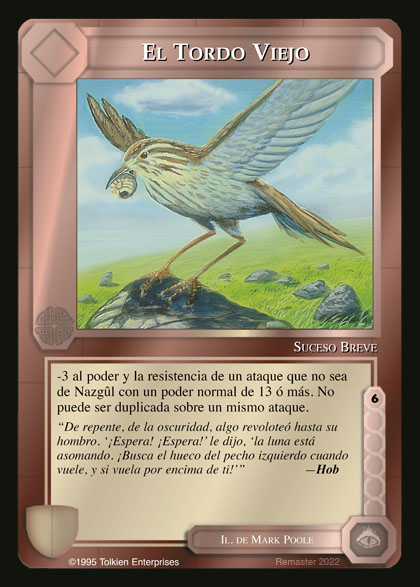 El Tordo Viejo
Suceso Breve
-3 al poder y la resistencia de un ataque que no sea
de Nazgûl con un poder normal de 13 ó más. No
puede ser duplicada sobre un mismo ataque.
6
“De repente, de la oscuridad, algo revoloteó hasta su
hombro. ‘¡Espera! ¡Espera!’ le dijo, ‘la luna está
asomando. ¡Busca el hueco del pecho izquierdo cuando
vuele, y si vuela por encima de ti!’” —Hob
Il. de Mark Poole
©1995 Tolkien Enterprises
Remaster 2022